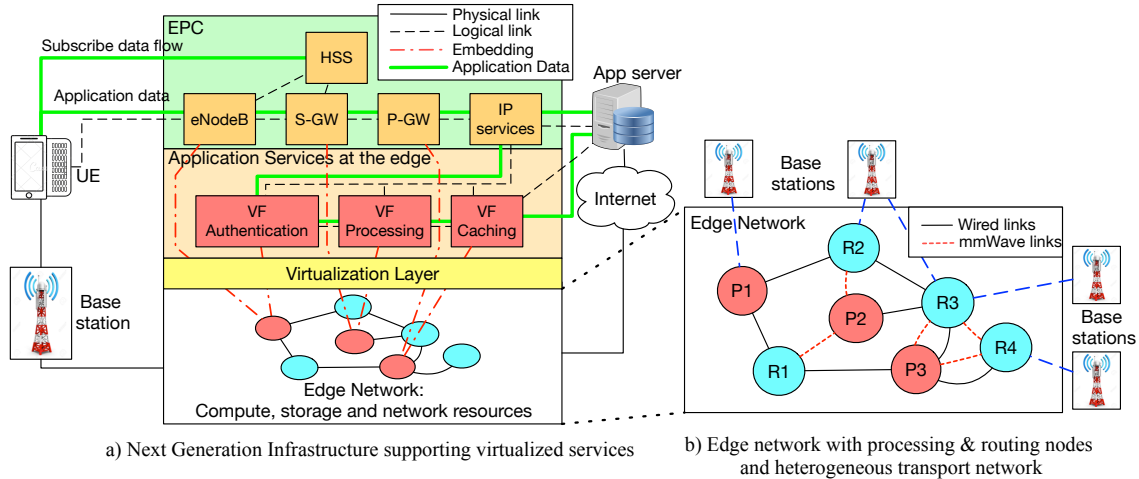 EPC
Physical link
Logical link
Embedding
Application Data
Subscribe data flow
HSS
App server
Application data
eNodeB
S-GW
P-GW
IP
services
UE
Application Services at the edge
Internet
VF
Authentication
VF
Processing
VF
Caching
Virtualization Layer
Base
station
Edge Network:
Compute, storage and network resources
a) Next Generation Infrastructure supporting virtualized services
Base
stations
Edge Network
Wired links
mmWave links
R2
P1
R3
P2
R4
R1
P3
Base
stations
b) Edge network with processing & routing nodes
and heterogeneous transport network